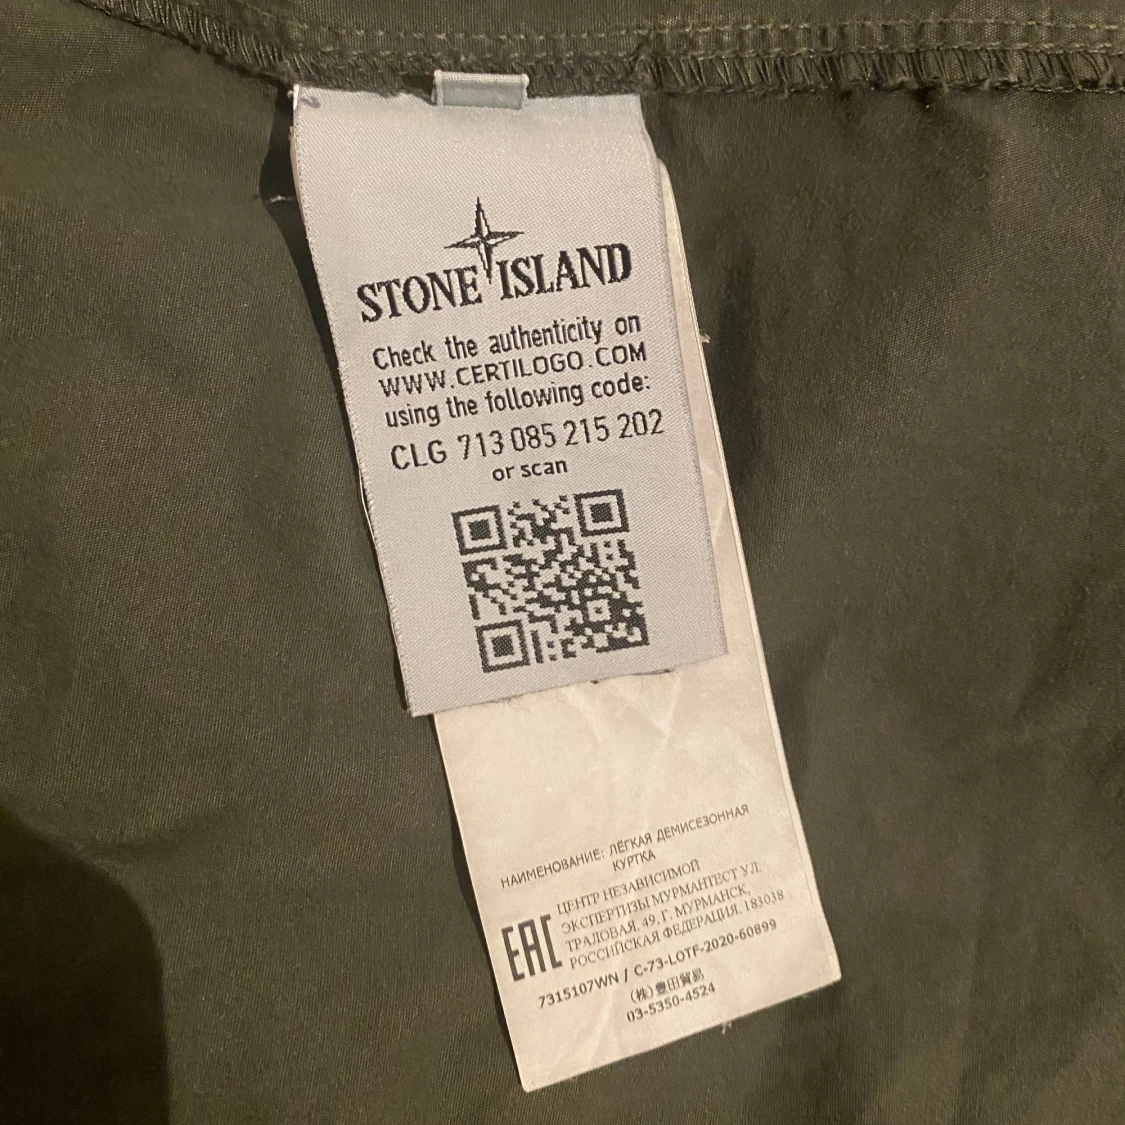 STONE ISLAND
Check the authenticity on
WWW.CERTILOGO.COM
using the following code:
CLG 713 085 215 202
or scan
НАИМЕНОВАНИЕ: ЛЁГКАЯ ДЕМИСЕЗОННАЯ
КУРТКА
EAC
ЦЕНТР НЕЗАВИСИМОЙ
ЭКСПЕРТИЗЫ МУРМАНТЕСТ УЛ.
ТРАЛОВАЯ, 49, Г. МУРМАНСК,
РОССИЙСКАЯ ФЕДЕРАЦИЯ, 183038
7315107WN / C-73-LOTF-2020-60899
(株)豊田貿易
03-5350-4524